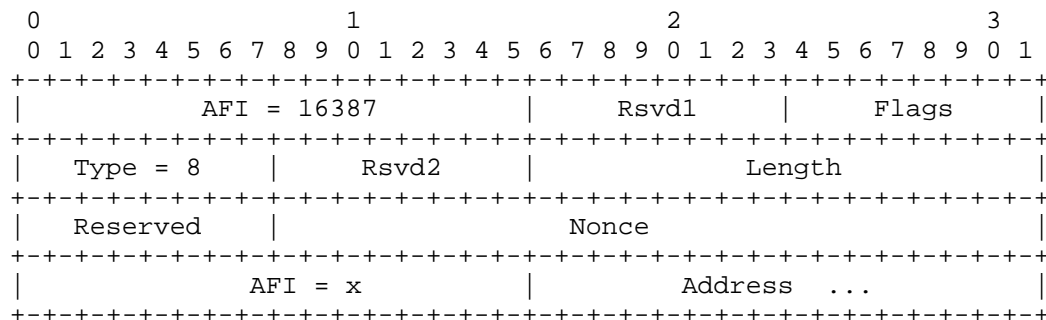 0                   1                   2                   3
 0 1 2 3 4 5 6 7 8 9 0 1 2 3 4 5 6 7 8 9 0 1 2 3 4 5 6 7 8 9 0 1
+-+-+-+-+-+-+-+-+-+-+-+-+-+-+-+-+-+-+-+-+-+-+-+-+-+-+-+-+-+-+-+-+
|           AFI = 16387         |     Rsvd1     |     Flags     |
+-+-+-+-+-+-+-+-+-+-+-+-+-+-+-+-+-+-+-+-+-+-+-+-+-+-+-+-+-+-+-+-+
|   Type = 8    |     Rsvd2     |             Length            |
+-+-+-+-+-+-+-+-+-+-+-+-+-+-+-+-+-+-+-+-+-+-+-+-+-+-+-+-+-+-+-+-+
|   Reserved    |                  Nonce                        |
+-+-+-+-+-+-+-+-+-+-+-+-+-+-+-+-+-+-+-+-+-+-+-+-+-+-+-+-+-+-+-+-+
|              AFI = x          |         Address  ...          |
+-+-+-+-+-+-+-+-+-+-+-+-+-+-+-+-+-+-+-+-+-+-+-+-+-+-+-+-+-+-+-+-+